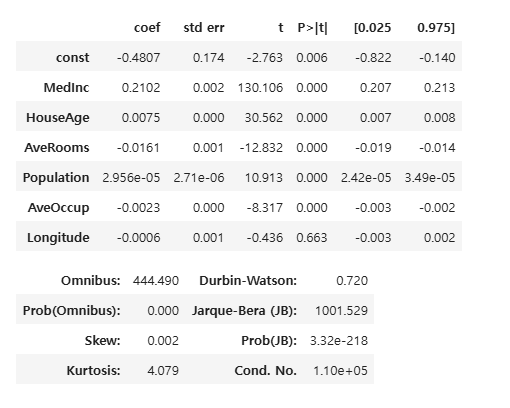 coef std err t P>|t| [0.025 0.975]
const -0.4807 0.174 -2.763 0.006 -0.822 -0.140
MedInc 0.2102 0.002 130.106 0.000 0.207 0.213
HouseAge 0.0075 0.000 30.562 0.000 0.007 0.008
AveRooms -0.0161 0.001 -12.832 0.000 -0.019 -0.014
Population 2.956e-05 2.71e-06 10.913 0.000 2.42e-05 3.49e-05
AveOccup -0.0023 0.000 -8.317 0.000 -0.003 -0.002
Longitude -0.0006 0.001 -0.436 0.663 -0.003 0.002
Omnibus: 444.490 Durbin-Watson: 0.720
Prob(Omnibus): 0.000 Jarque-Bera (JB): 1001.529
Skew: 0.002 Prob(JB): 3.32e-218
Kurtosis: 4.079 Cond. No. 1.10e+05